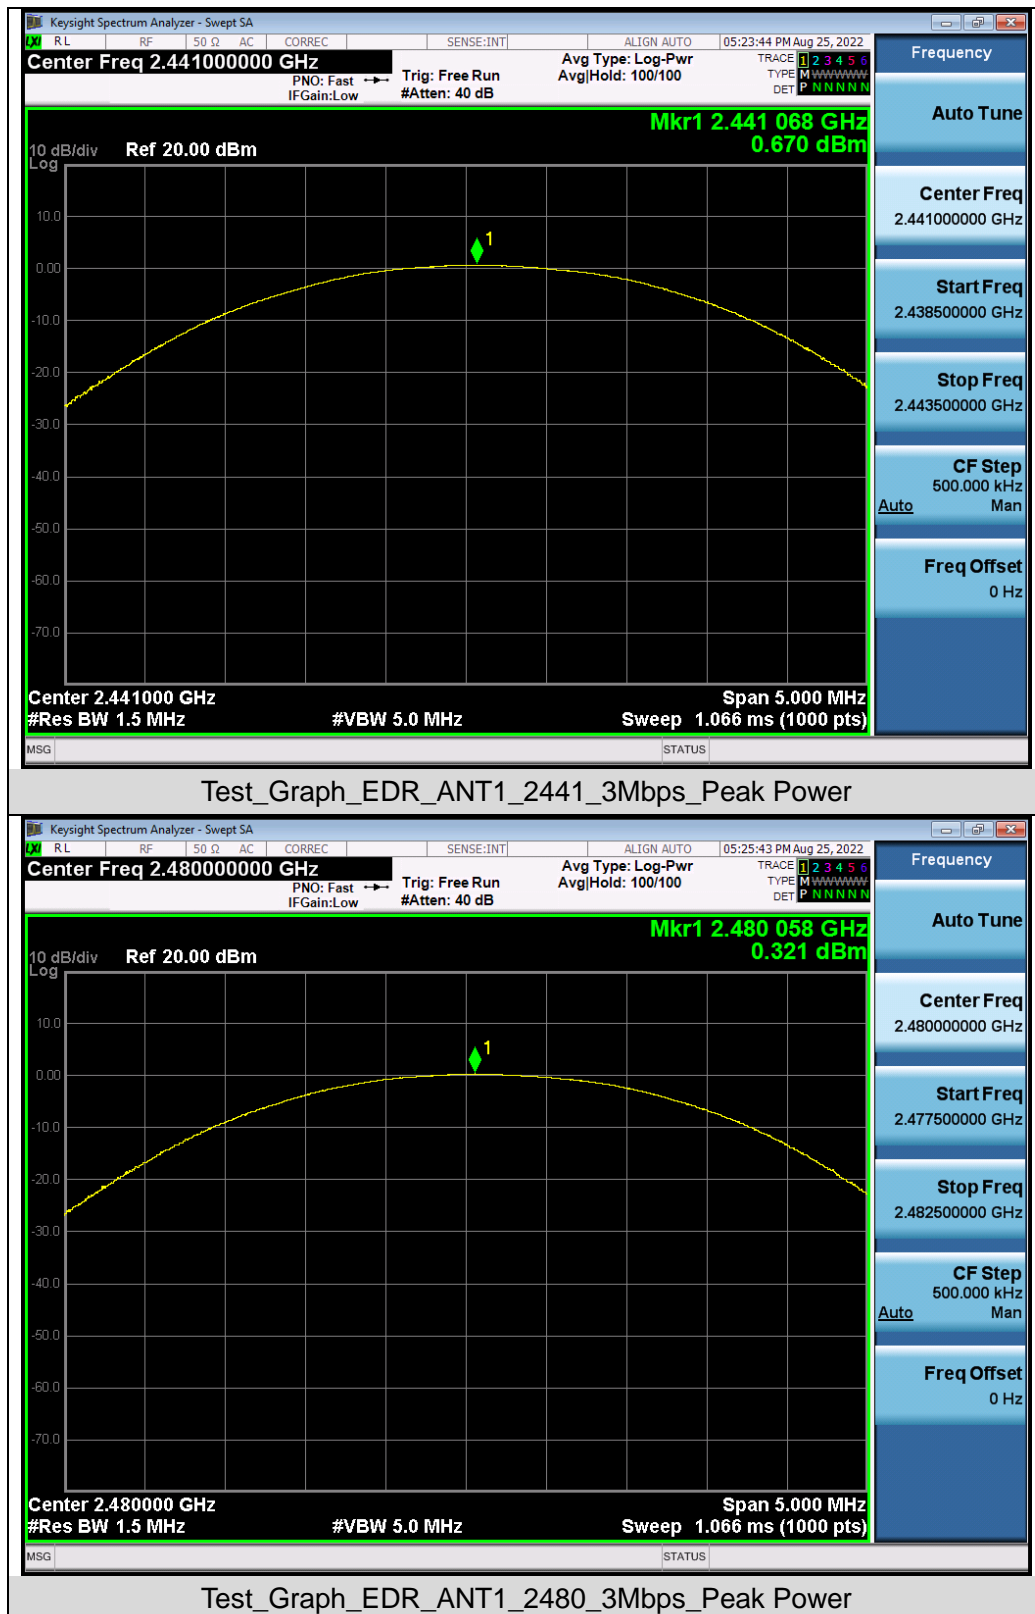 Keysight Spectrum Analyzer - Swept SA
LXI RL RF 50 Ω AC CORREC SENSE:INT ALIGN AUTO 05:23:44 PM Aug 25, 2022
Center Freq 2.441000000 GHz
PNO: Fast
IFGain:Low
Trig: Free Run
#Atten: 40 dB
Avg Type: Log-Pwr
Avg|Hold: 100/100
TRACE 1 2 3 4 5 6
TYPE M WWWWW
DET P N N N N N
Mkr1 2.441 068 GHz
0.670 dBm
10 dB/div Ref 20.00 dBm
Log
10.0
1
0.00
-10.0
-20.0
-30.0
-40.0
-50.0
-60.0
-70.0
Center 2.441000 GHz Span 5.000 MHz
#Res BW 1.5 MHz #VBW 5.0 MHz Sweep 1.066 ms (1000 pts)
MSG STATUS
Frequency
Auto Tune
Center Freq
2.441000000 GHz
Start Freq
2.438500000 GHz
Stop Freq
2.443500000 GHz
CF Step
500.000 kHz
Auto Man
Freq Offset
0 Hz
Test_Graph_EDR_ANT1_2441_3Mbps_Peak Power
Keysight Spectrum Analyzer - Swept SA
LXI RL RF 50 Ω AC CORREC SENSE:INT ALIGN AUTO 05:25:43 PM Aug 25, 2022
Center Freq 2.480000000 GHz
PNO: Fast
IFGain:Low
Trig: Free Run
#Atten: 40 dB
Avg Type: Log-Pwr
Avg|Hold: 100/100
TRACE 1 2 3 4 5 6
TYPE M WWWWW
DET P N N N N N
Mkr1 2.480 058 GHz
0.321 dBm
10 dB/div Ref 20.00 dBm
Log
10.0
1
0.00
-10.0
-20.0
-30.0
-40.0
-50.0
-60.0
-70.0
Center 2.480000 GHz Span 5.000 MHz
#Res BW 1.5 MHz #VBW 5.0 MHz Sweep 1.066 ms (1000 pts)
MSG STATUS
Frequency
Auto Tune
Center Freq
2.480000000 GHz
Start Freq
2.477500000 GHz
Stop Freq
2.482500000 GHz
CF Step
500.000 kHz
Auto Man
Freq Offset
0 Hz
Test_Graph_EDR_ANT1_2480_3Mbps_Peak Power